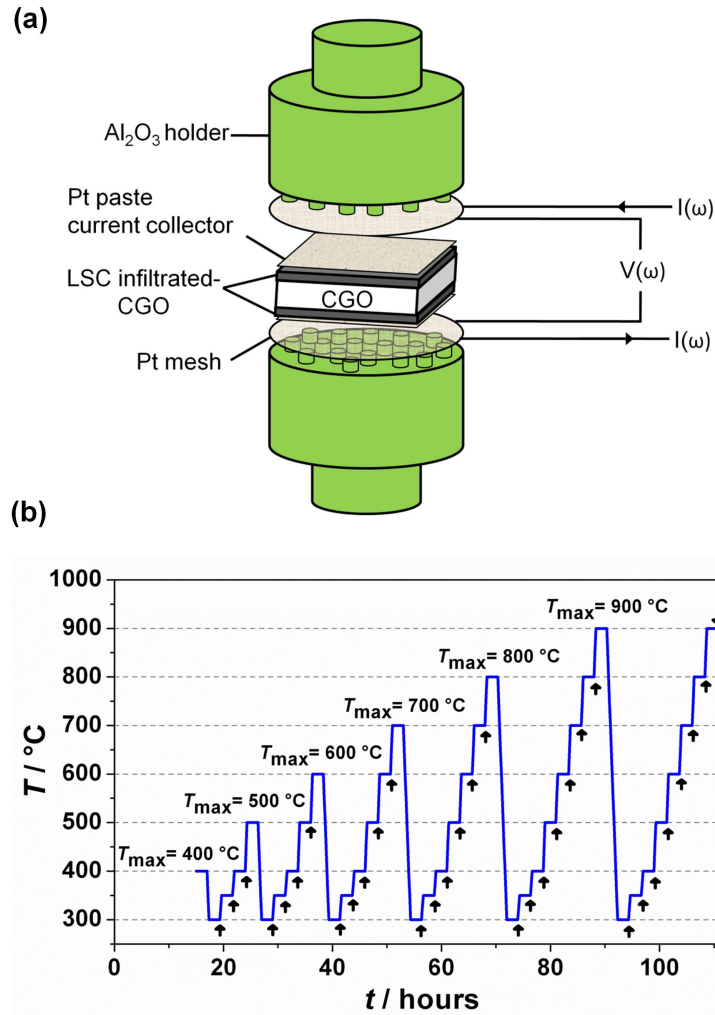 (a)
Al₂O₃ holder
Pt paste
current collector
I(ω)
V(ω)
LSC infiltrated-
CGO
CGO
Pt mesh
I(ω)
(b)
1000
900
800
700
600
500
400
300
T / °C
Tmax= 400 °C
Tmax= 500 °C
Tmax= 600 °C
Tmax= 700 °C
Tmax= 800 °C
Tmax= 900 °C
0 20 40 60 80 100
t / hours